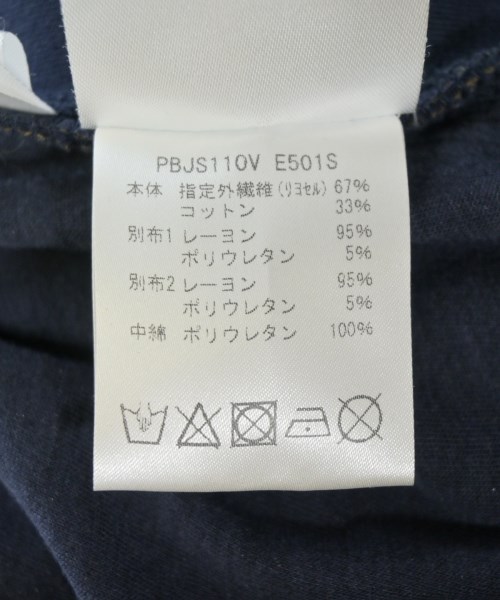 PBJS110V E501S
本体 指定外繊維(リヨセル) 67%
コットン 33%
別布1 レーヨン 95%
ポリウレタン 5%
別布2 レーヨン 95%
ポリウレタン 5%
中綿 ポリウレタン 100%